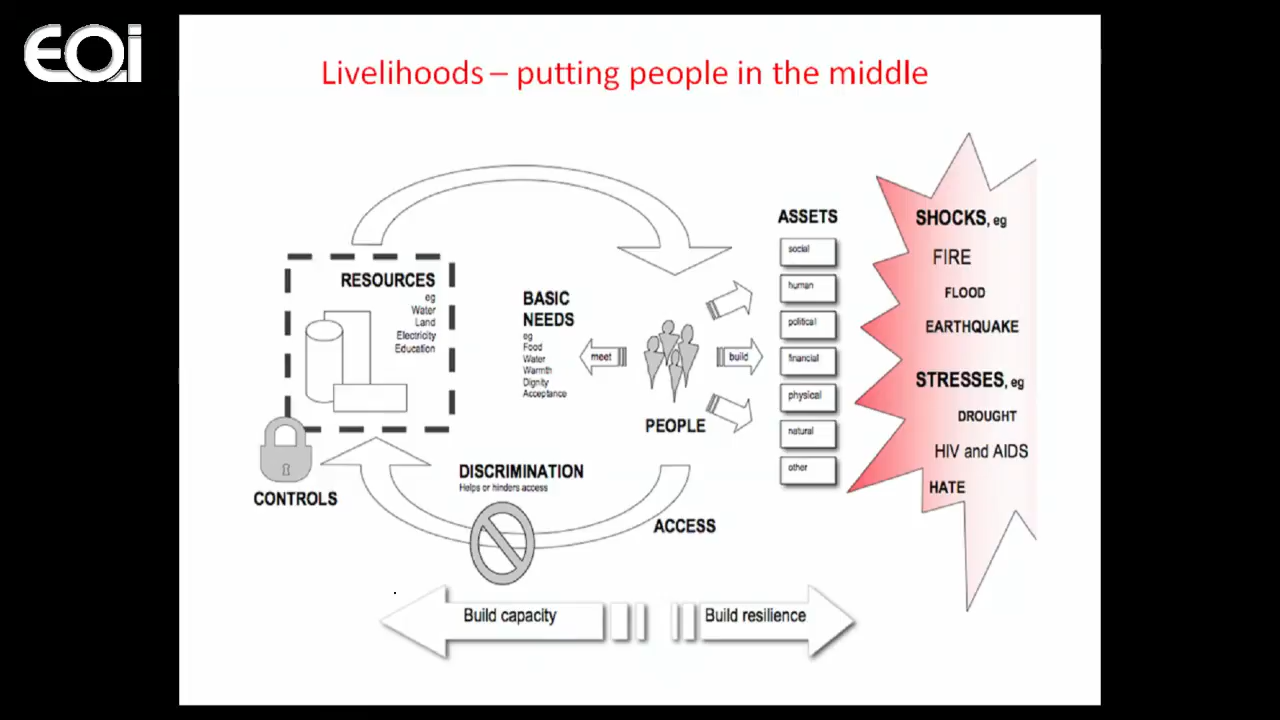 EOi
Livelihoods – putting people in the middle
RESOURCES
eg
Water
Land
Electricity
Education
CONTROLS
BASIC
NEEDS
eg
Food
Water
Warmth
Dignity
Acceptance
meet
PEOPLE
build
ASSETS
social
human
political
financial
physical
natural
other
SHOCKS, eg
FIRE
FLOOD
EARTHQUAKE
STRESSES, eg
DROUGHT
HIV and AIDS
HATE
DISCRIMINATION
Helps or hinders access
ACCESS
Build capacity
Build resilience